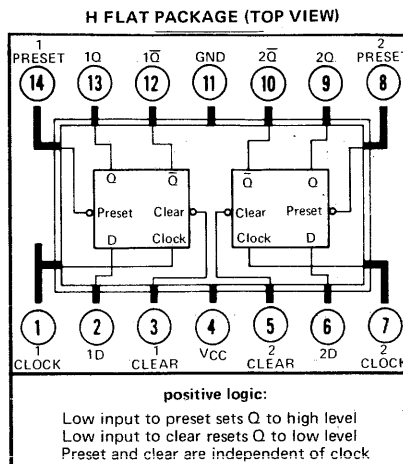 H FLAT PACKAGE (TOP VIEW)
1 PRESET 1Q 1Q̅ GND 2Q̅ 2Q 2 PRESET
14 13 12 11 10 9 8
Q Q̅ Q̅ Q
Preset Clear Clear Preset
D Clock Clock D
1 2 3 4 5 6 7
1 CLOCK 1D 1 CLEAR VCC 2 CLEAR 2D 2 CLOCK
positive logic:
Low input to preset sets Q to high level
Low input to clear resets Q to low level
Preset and clear are independent of clock